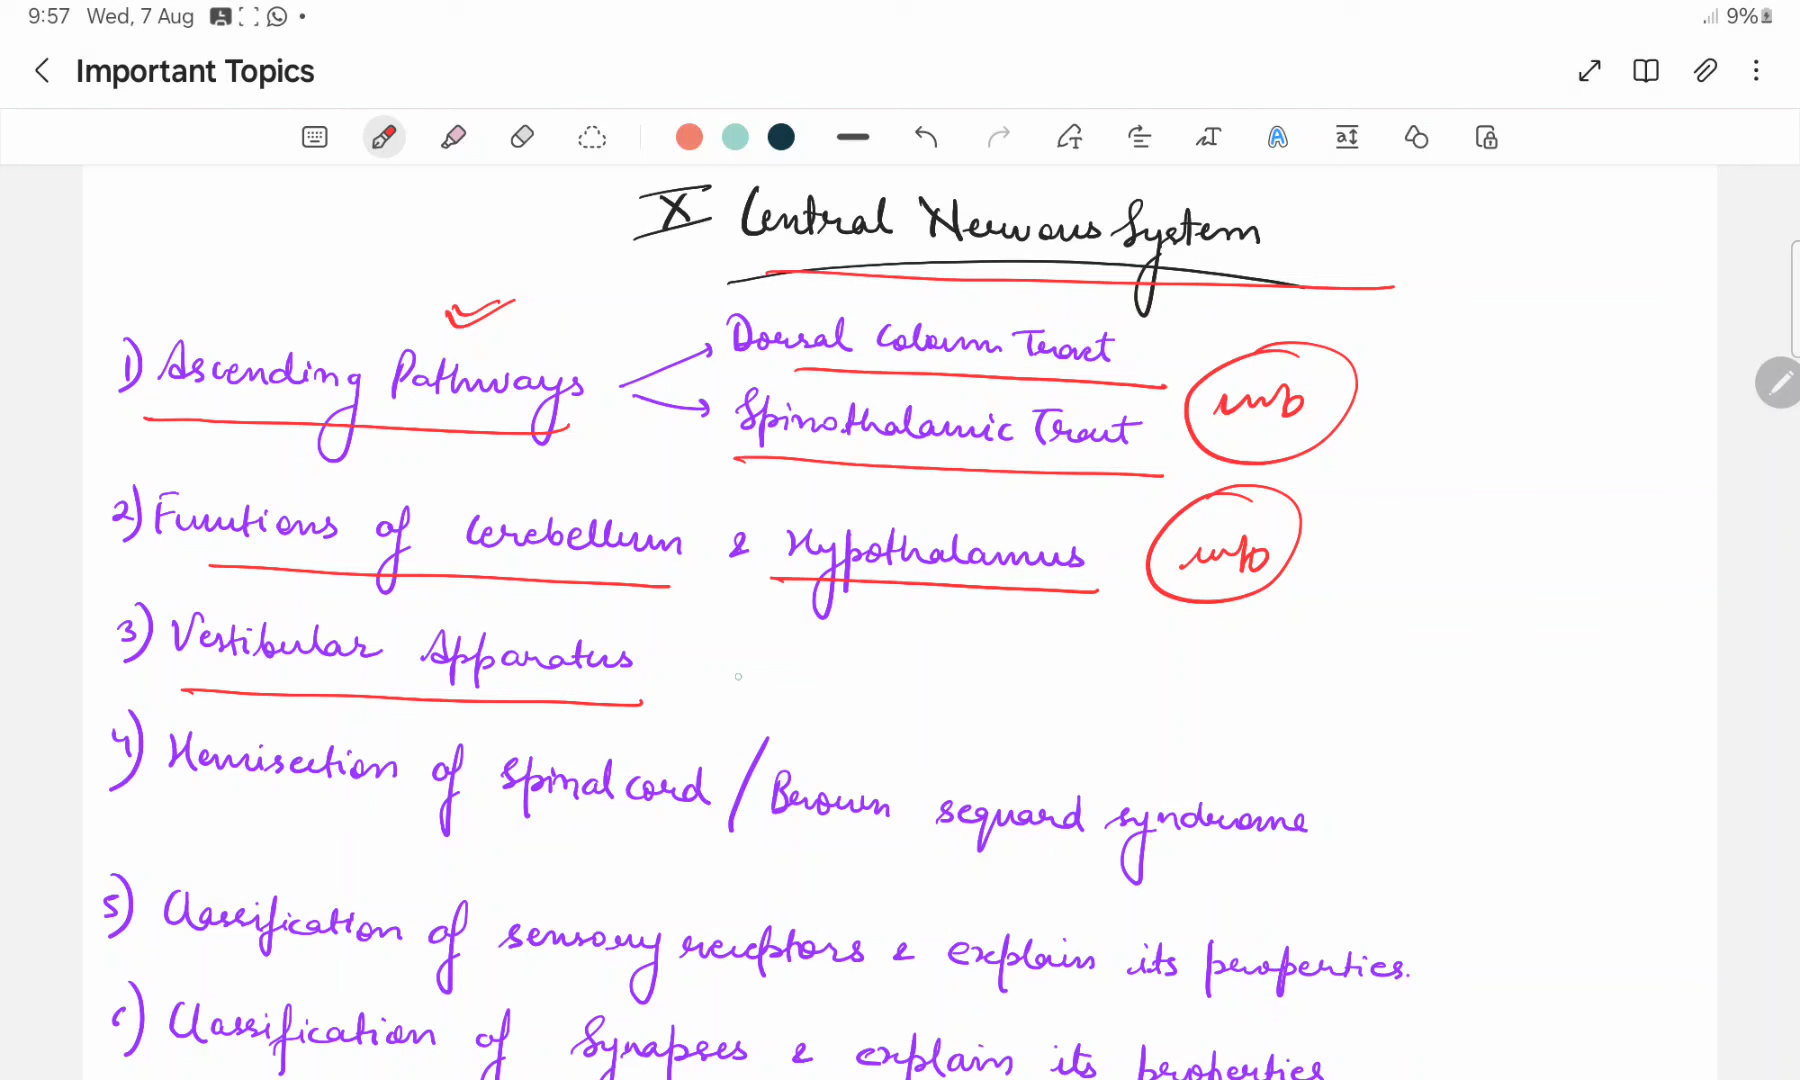 9:57 Wed, 7 Aug
9%
Important Topics
X Central Nervous System
1) Ascending Pathways
Dorsal Column Tract
Spinothalamic Tract
imp
2) Functions of Cerebellum & Hypothalamus
imp
3) Vestibular Apparatus
4) Hemisection of spinal cord / Brown sequard syndrome
5) Classification of sensory receptors & explain its properties.
6) Classification of Synapses & explain its properties